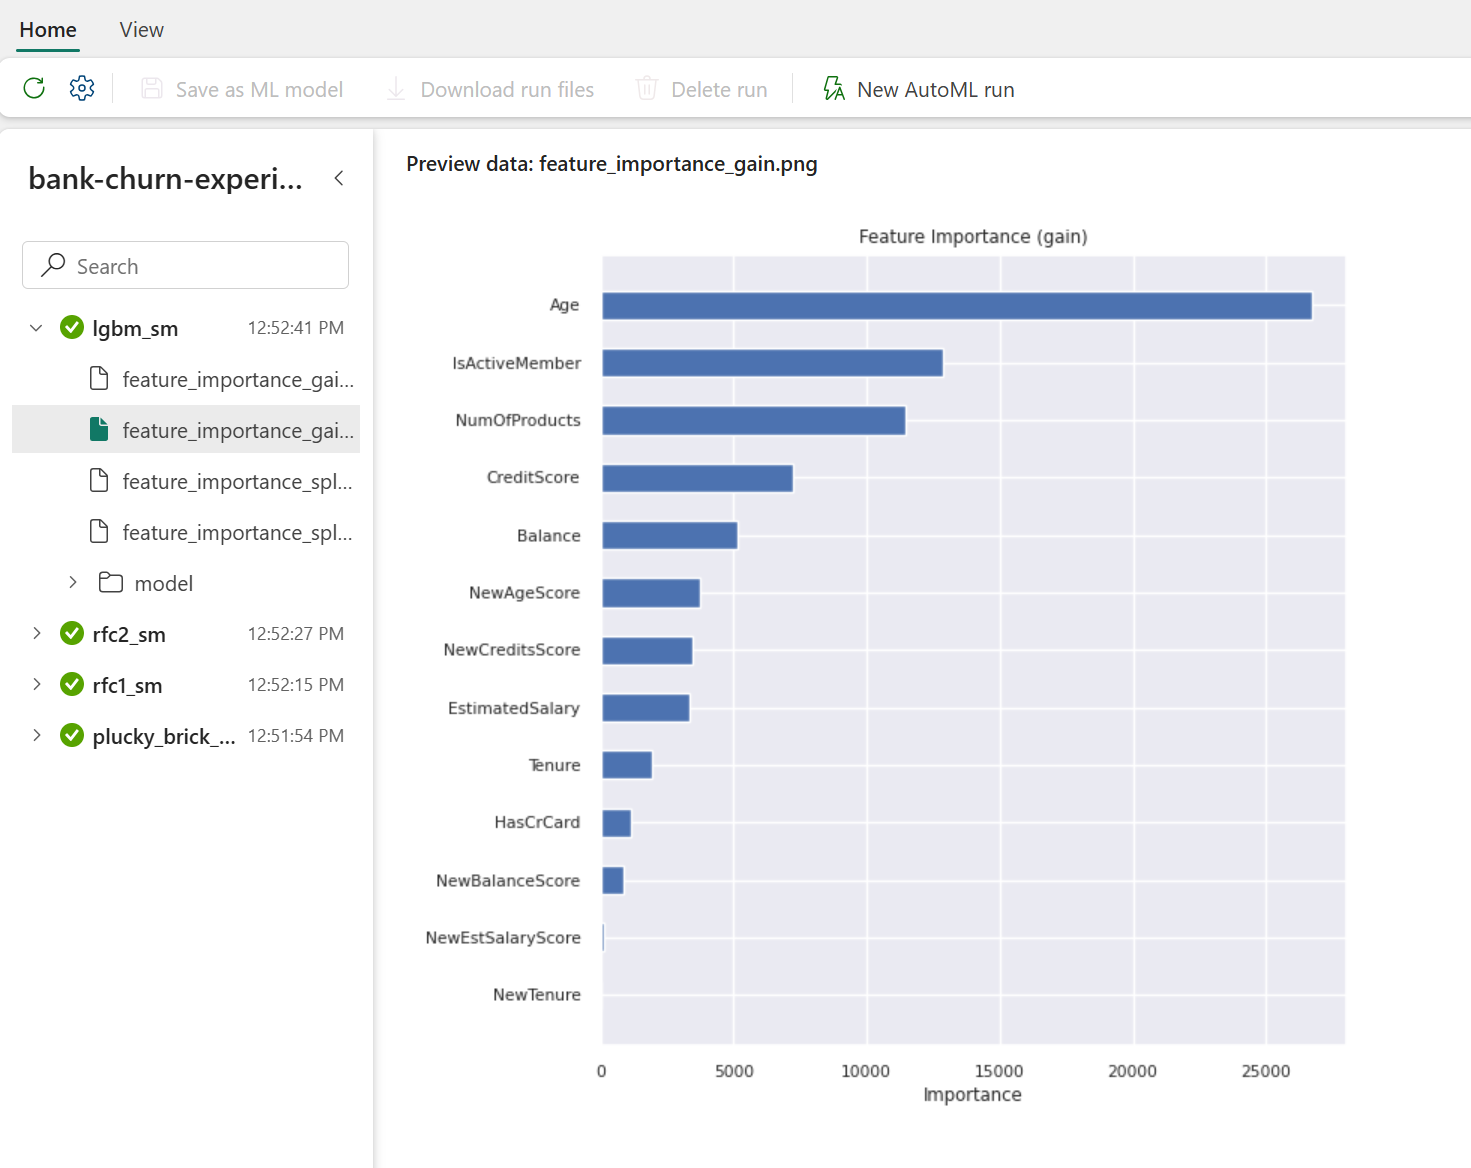 Home View
Save as ML model Download run files Delete run New AutoML run
bank-churn-experi...
Search
lgbm_sm 12:52:41 PM
feature_importance_gai...
feature_importance_gai...
feature_importance_spl...
feature_importance_spl...
model
rfc2_sm 12:52:27 PM
rfc1_sm 12:52:15 PM
plucky_brick_... 12:51:54 PM
Preview data: feature_importance_gain.png
Feature Importance (gain)
Age
IsActiveMember
NumOfProducts
CreditScore
Balance
NewAgeScore
NewCreditsScore
EstimatedSalary
Tenure
HasCrCard
NewBalanceScore
NewEstSalaryScore
NewTenure
0 5000 10000 15000 20000 25000
Importance